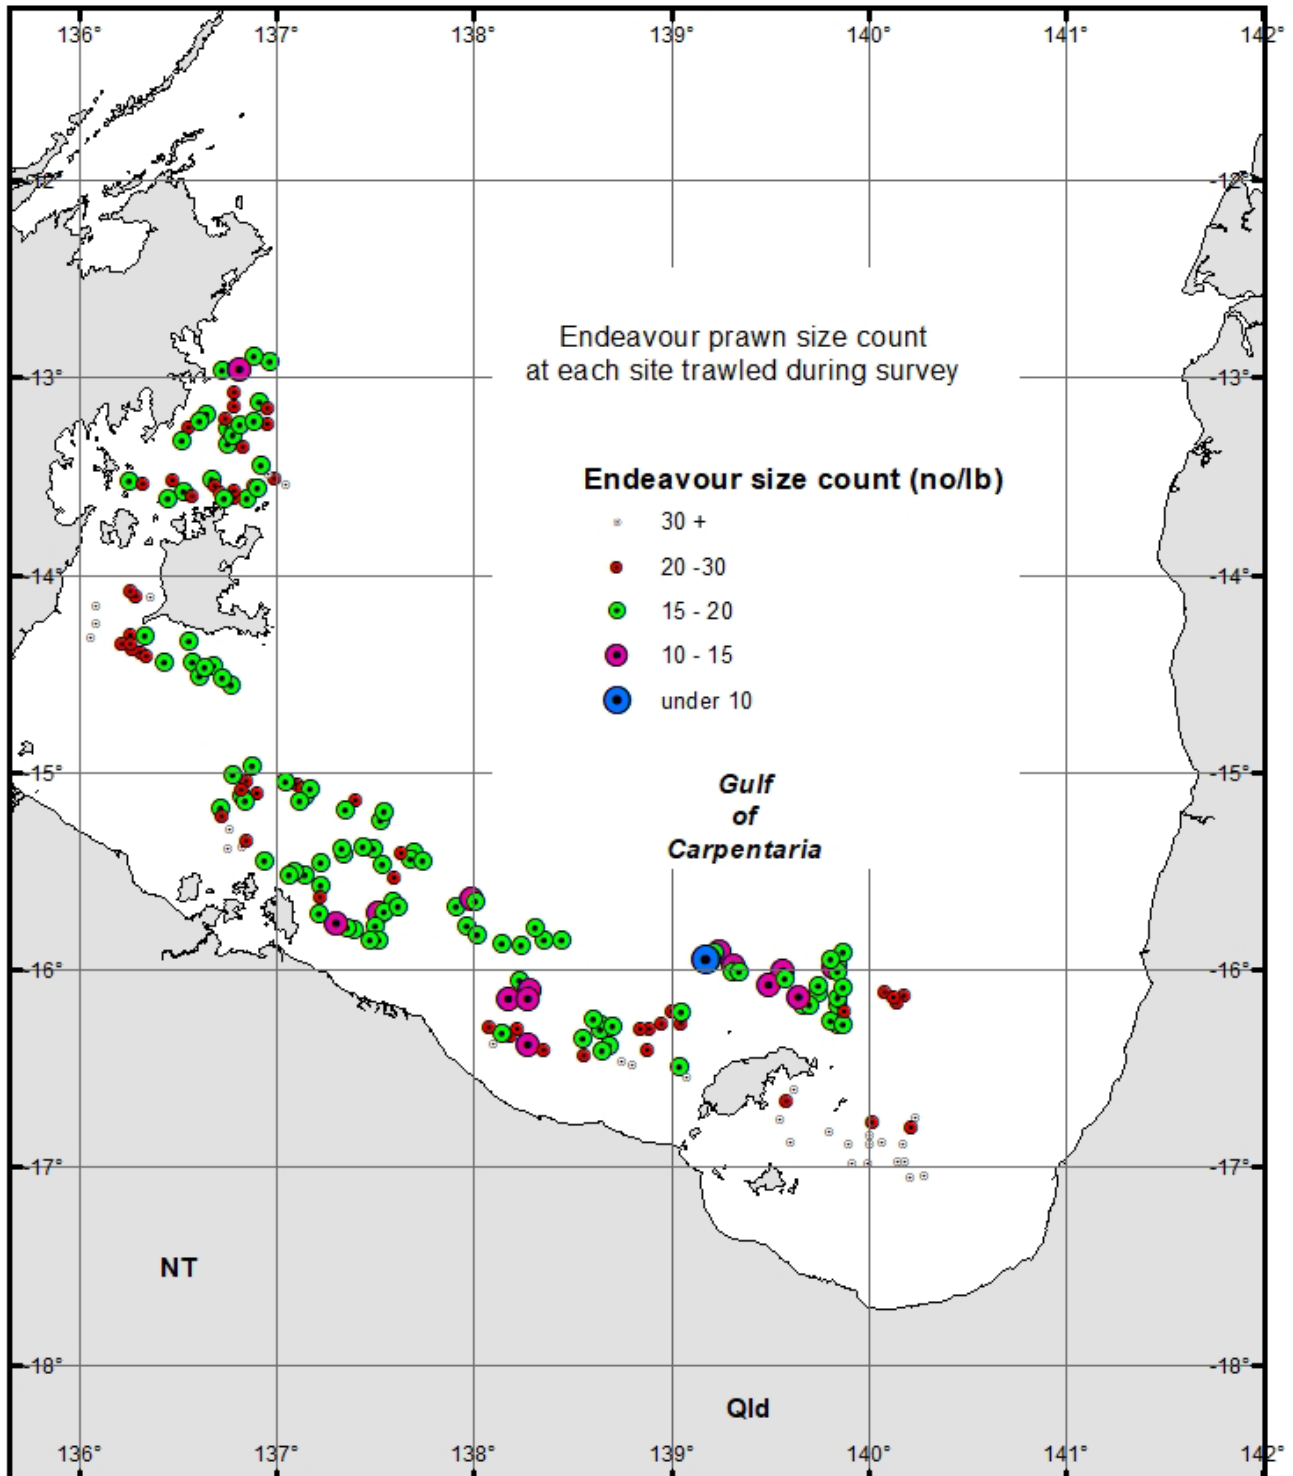 136° 137° 138° 139° 140° 141° 142°
-12° -12°
Endeavour prawn size count
at each site trawled during survey
-13° -13°
Endeavour size count (no/lb)
30 +
20 -30
-14° -14°
15 - 20
10 - 15
under 10
-15° -15°
Gulf
of
Carpentaria
-16° -16°
-17° -17°
NT
-18° -18°
Qld
136° 137° 138° 139° 140° 141° 142°